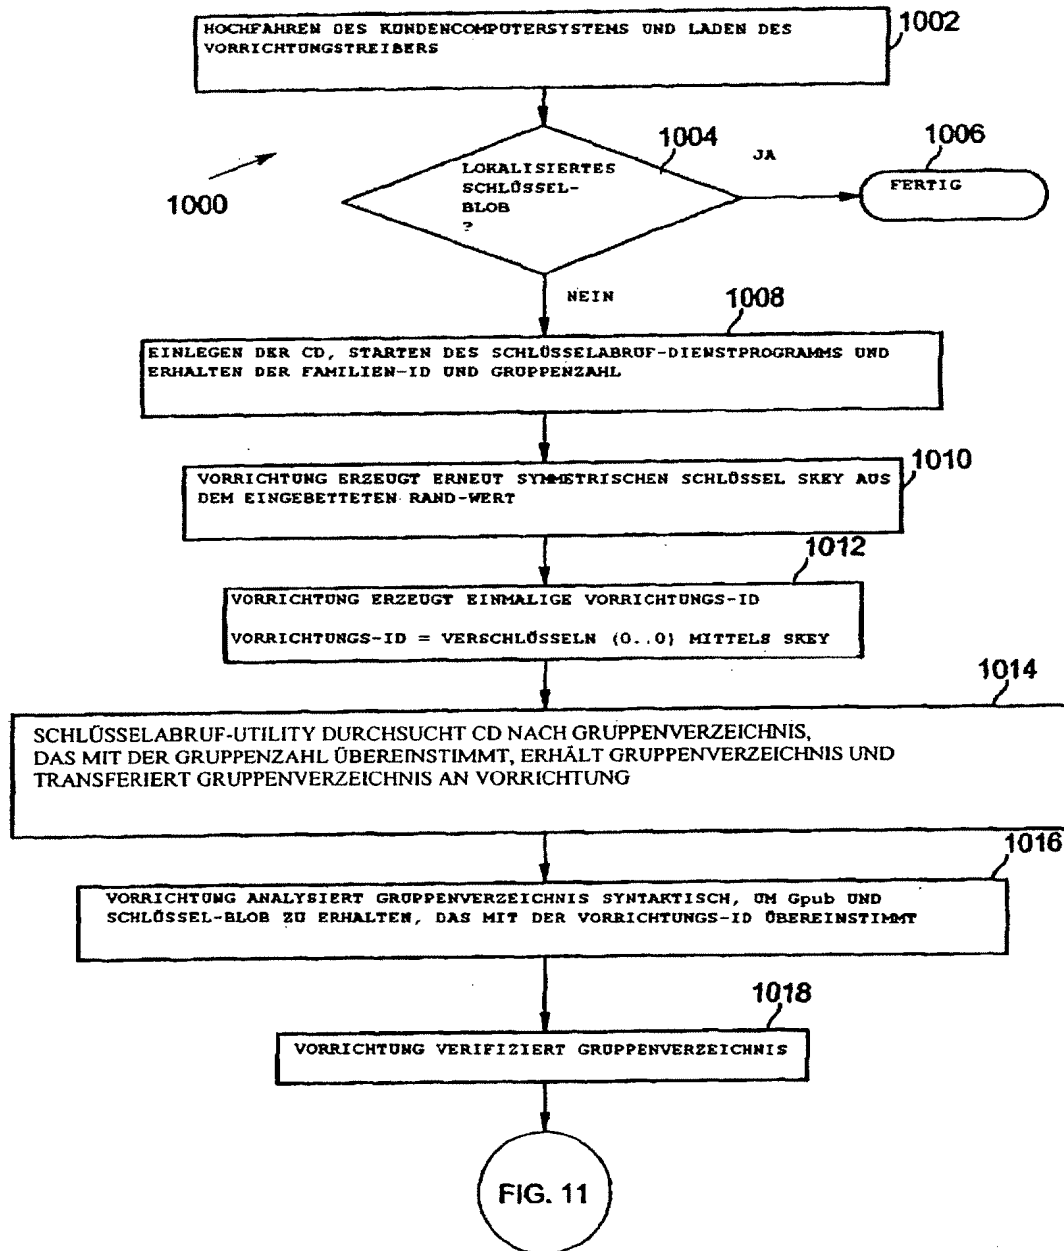 HOCHFAHREN DES KUNDENCOMPUTERSYSTEMS UND LADEN DES
VORRICHTUNGSTREIBERS
1002
1000
LOKALISIERTES
SCHLÜSSEL-
BLOB
?
1004
JA
1006
FERTIG
NEIN
1008
EINLEGEN DER CD, STARTEN DES SCHLÜSSELABRUF-DIENSTPROGRAMMS UND
ERHALTEN DER FAMILIEN-ID UND GRUPPENZAHL
1010
VORRICHTUNG ERZEUGT ERNEUT SYMMETRISCHEN SCHLÜSSEL SKEY AUS
DEM EINGEBETTETEN RAND-WERT
1012
VORRICHTUNG ERZEUGT EINMALIGE VORRICHTUNGS-ID
VORRICHTUNGS-ID = VERSCHLÜSSELN (0..0) MITTELS SKEY
1014
SCHLÜSSELABRUF-UTILITY DURCHSUCHT CD NACH GRUPPENVERZEICHNIS,
DAS MIT DER GRUPPENZAHL ÜBEREINSTIMMT, ERHÄLT GRUPPENVERZEICHNIS UND
TRANSFERIERT GRUPPENVERZEICHNIS AN VORRICHTUNG
1016
VORRICHTUNG ANALYSIERT GRUPPENVERZEICHNIS SYNTAKTISCH, UM Gpub UND
SCHLÜSSEL-BLOB ZU ERHALTEN, DAS MIT DER VORRICHTUNGS-ID ÜBEREINSTIMMT
1018
VORRICHTUNG VERIFIZIERT GRUPPENVERZEICHNIS
FIG. 11